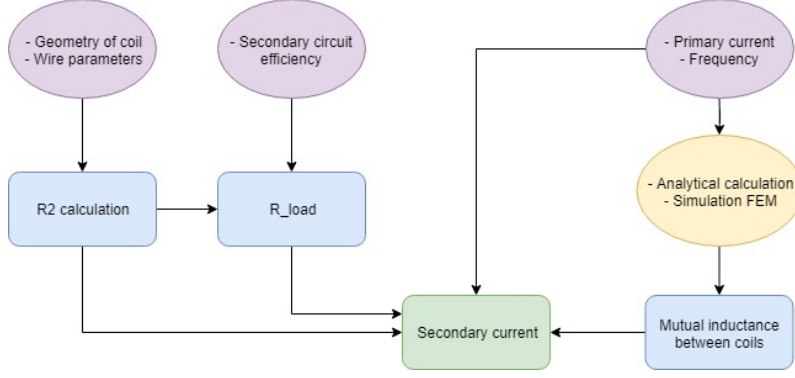 - Geometry of coil
- Wire parameters
- Secondary circuit
efficiency
- Primary current
- Frequency
- Analytical calculation
- Simulation FEM
R2 calculation
R_load
Secondary current
Mutual inductance
between coils